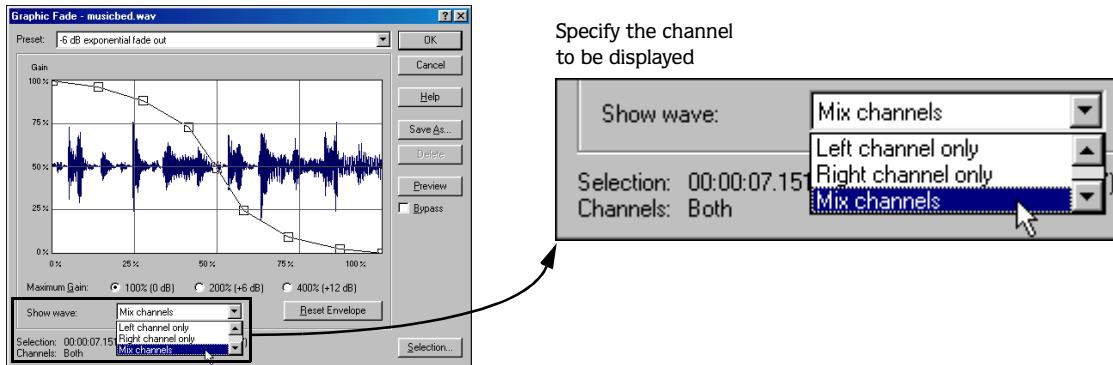 Graphic Fade - musicbed.wav
Preset: -6 dB exponential fade out
OK
Cancel
Help
Save As...
Delete
Preview
Bypass
Gain
100 %
75 %
50 %
25 %
0 %
0 % 25 % 50 % 75 % 100 %
Maximum Gain: 100% (0 dB) 200% (+6 dB) 400% (+12 dB)
Show wave: Mix channels
Reset Envelope
Left channel only
Right channel only
Mix channels
Selection: 00:00:07.151
Channels: Both
Selection...
Specify the channel
to be displayed
Show wave: Mix channels
Left channel only
Right channel only
Mix channels
Selection: 00:00:07.151
Channels: Both